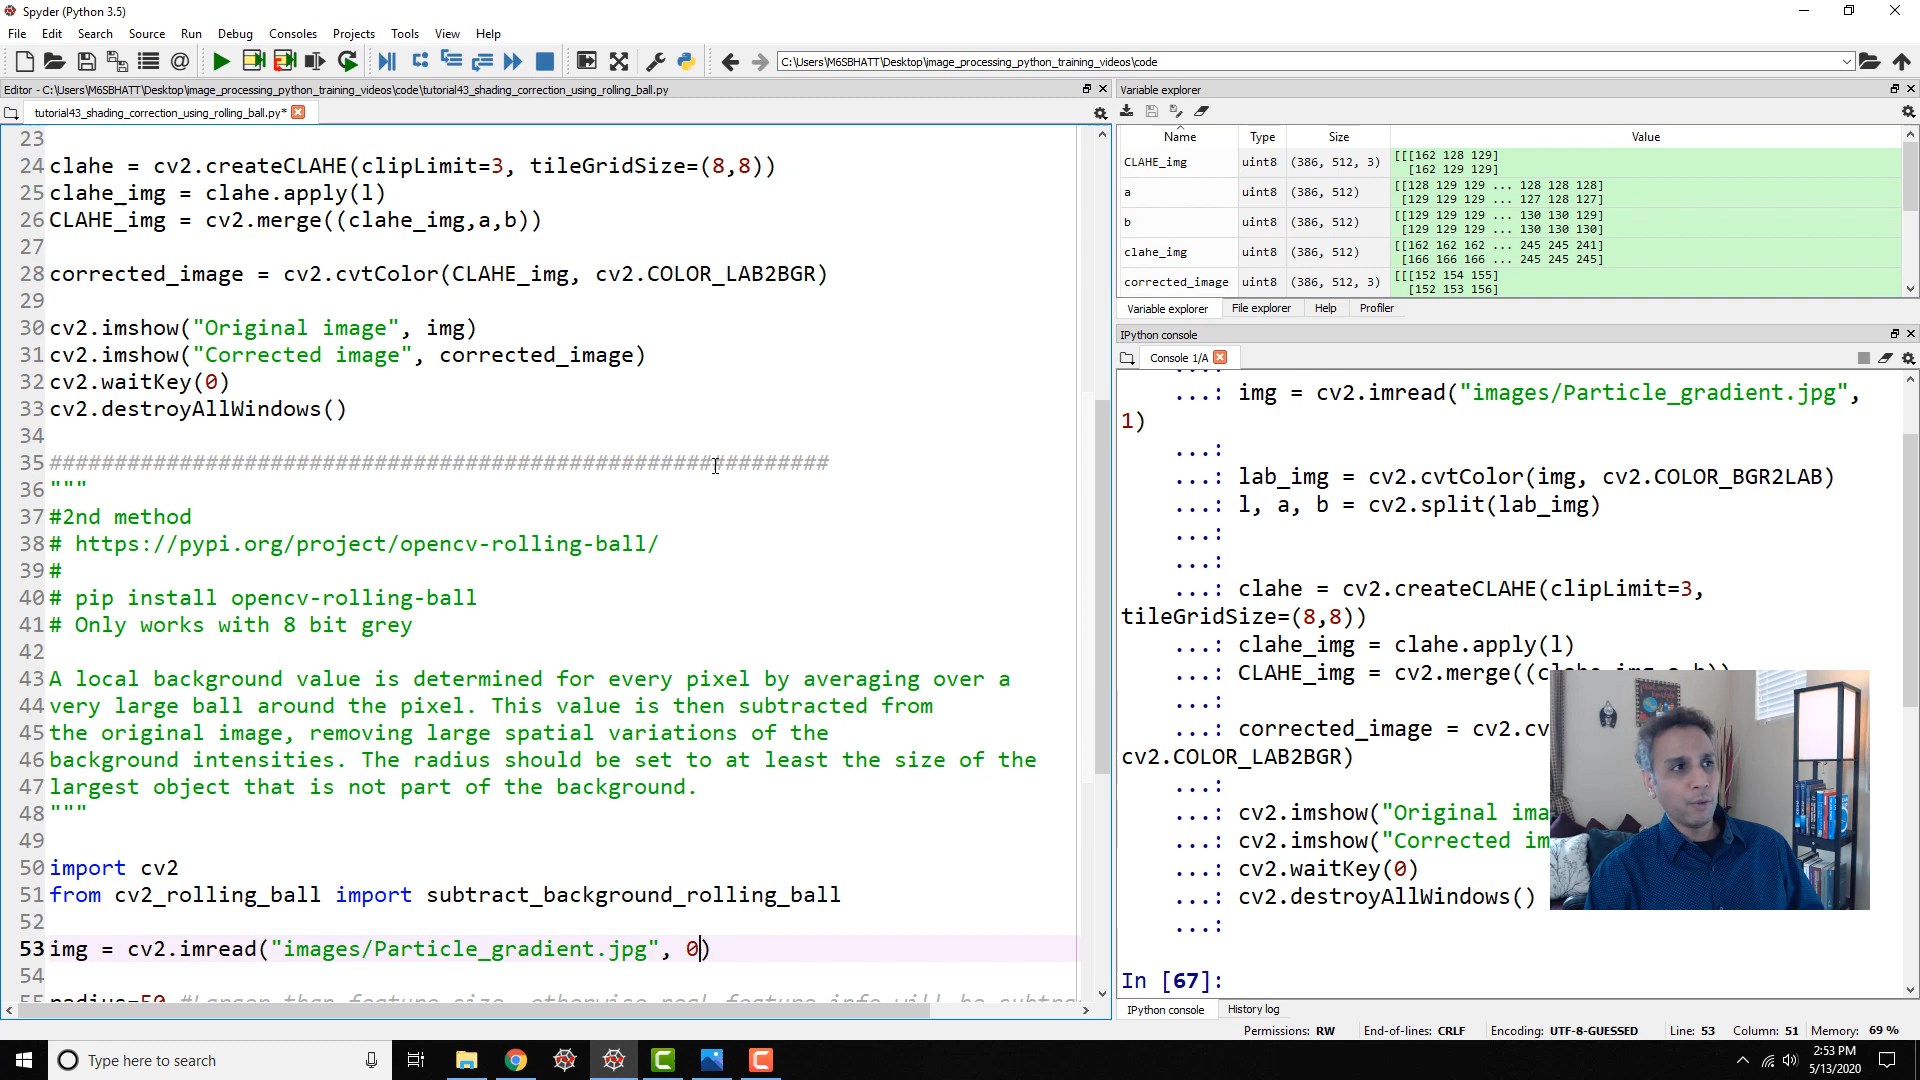 Spyder (Python 3.5)
File Edit Search Source Run Debug Consoles Projects Tools View Help
C:\Users\M6SBHATT\Desktop\image_processing_python_training_videos\code
Editor - C:\Users\M6SBHATT\Desktop\image_processing_python_training_videos\code\tutorial43_shading_correction_using_rolling_ball.py
tutorial43_shading_correction_using_rolling_ball.py*
23
24 clahe = cv2.createCLAHE(clipLimit=3, tileGridSize=(8,8))
25 clahe_img = clahe.apply(l)
26 CLAHE_img = cv2.merge((clahe_img,a,b))
27
28 corrected_image = cv2.cvtColor(CLAHE_img, cv2.COLOR_LAB2BGR)
29
30 cv2.imshow("Original image", img)
31 cv2.imshow("Corrected image", corrected_image)
32 cv2.waitKey(0)
33 cv2.destroyAllWindows()
34
35 ############################################################
36 """
37 #2nd method
38 # https://pypi.org/project/opencv-rolling-ball/
39 #
40 # pip install opencv-rolling-ball
41 # Only works with 8 bit grey
42
43 A local background value is determined for every pixel by averaging over a
44 very large ball around the pixel. This value is then subtracted from
45 the original image, removing large spatial variations of the
46 background intensities. The radius should be set to at least the size of the
47 largest object that is not part of the background.
48 """
49
50 import cv2
51 from cv2_rolling_ball import subtract_background_rolling_ball
52
53 img = cv2.imread("images/Particle_gradient.jpg", 0)
54
55 radius=50 #Larger than feature size, otherwise real feature info will be
Variable explorer
Name Type Size Value
CLAHE_img uint8 (386, 512, 3) [[[162 128 129]
[162 129 129]
a uint8 (386, 512) [[128 129 129 ... 128 128 128]
[129 129 129 ... 127 128 127]
b uint8 (386, 512) [[129 129 129 ... 130 130 129]
[129 129 129 ... 130 130 130]
clahe_img uint8 (386, 512) [[162 162 162 ... 245 245 241]
[166 166 166 ... 245 245 245]
corrected_image uint8 (386, 512, 3) [[[152 154 155]
[152 153 156]
Variable explorer File explorer Help Profiler
IPython console
Console 1/A
...:
...: img = cv2.imread("images/Particle_gradient.jpg",
1)
...:
...: lab_img = cv2.cvtColor(img, cv2.COLOR_BGR2LAB)
...: l, a, b = cv2.split(lab_img)
...:
...:
...: clahe = cv2.createCLAHE(clipLimit=3,
tileGridSize=(8,8))
...: clahe_img = clahe.apply(l)
...: CLAHE_img = cv2.merge((clahe_img,a,b))
...:
...: corrected_image = cv2.cv
cv2.COLOR_LAB2BGR)
...:
...: cv2.imshow("Original ima
...: cv2.imshow("Corrected im
...: cv2.waitKey(0)
...: cv2.destroyAllWindows()
...:
In [67]:
IPython console History log
Permissions: RW End-of-lines: CRLF Encoding: UTF-8-GUESSED Line: 53 Column: 51 Memory: 69 %
Type here to search
2:53 PM
5/13/2020